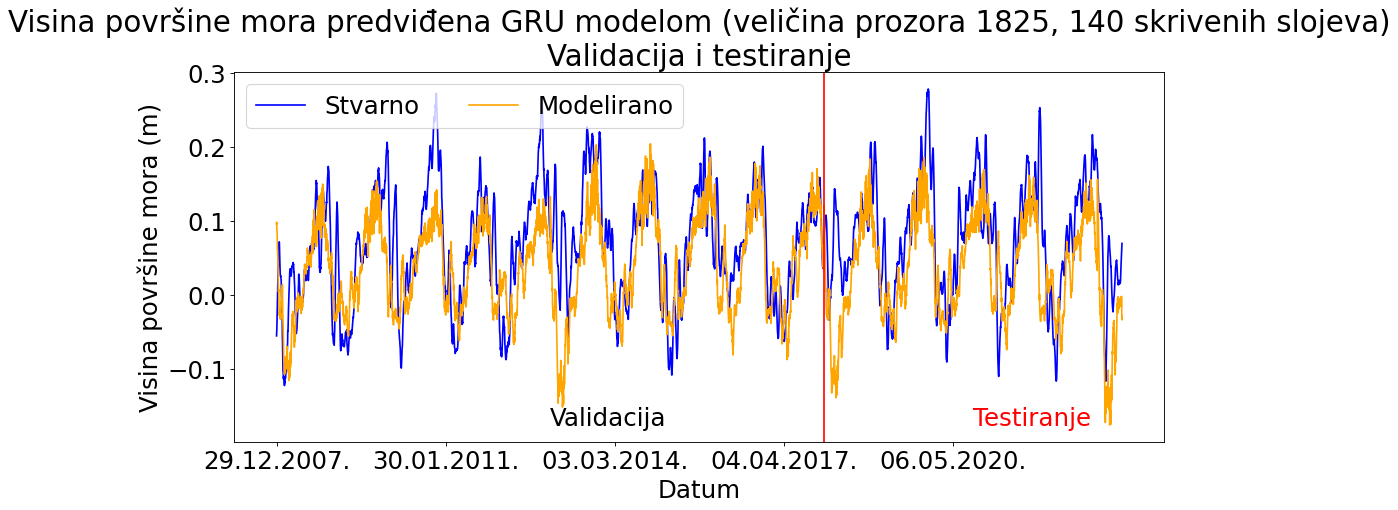 Visina površine mora predviđena GRU modelom (veličina prozora 1825, 140 skrivenih slojeva)
Validacija i testiranje
Stvarno
Modelirano
Visina površine mora (m)
0.3
0.2
0.1
0.0
−0.1
Validacija
Testiranje
29.12.2007.
30.01.2011.
03.03.2014.
04.04.2017.
06.05.2020.
Datum